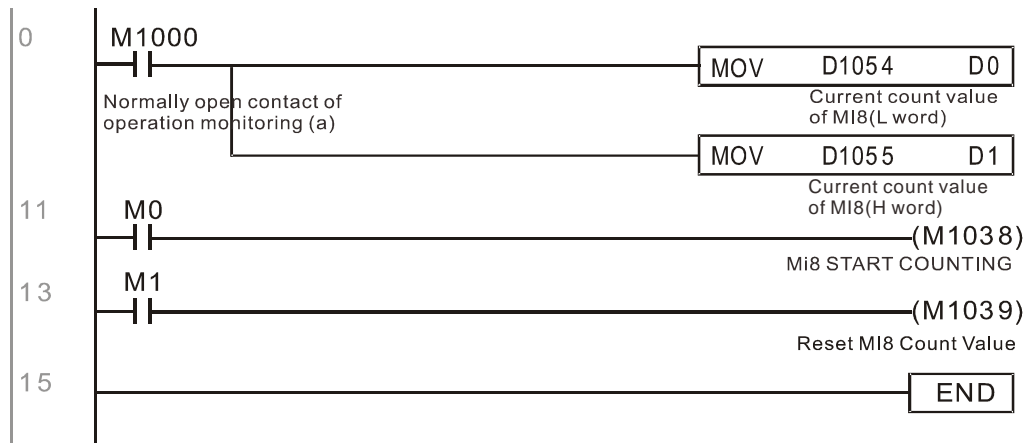 0
M1000
MOV D1054 D0
Normally open contact of
operation monitoring (a)
Current count value
of MI8(L word)
MOV D1055 D1
Current count value
of MI8(H word)
11
M0
(M1038)
Mi8 START COUNTING
13
M1
(M1039)
Reset MI8 Count Value
15
END